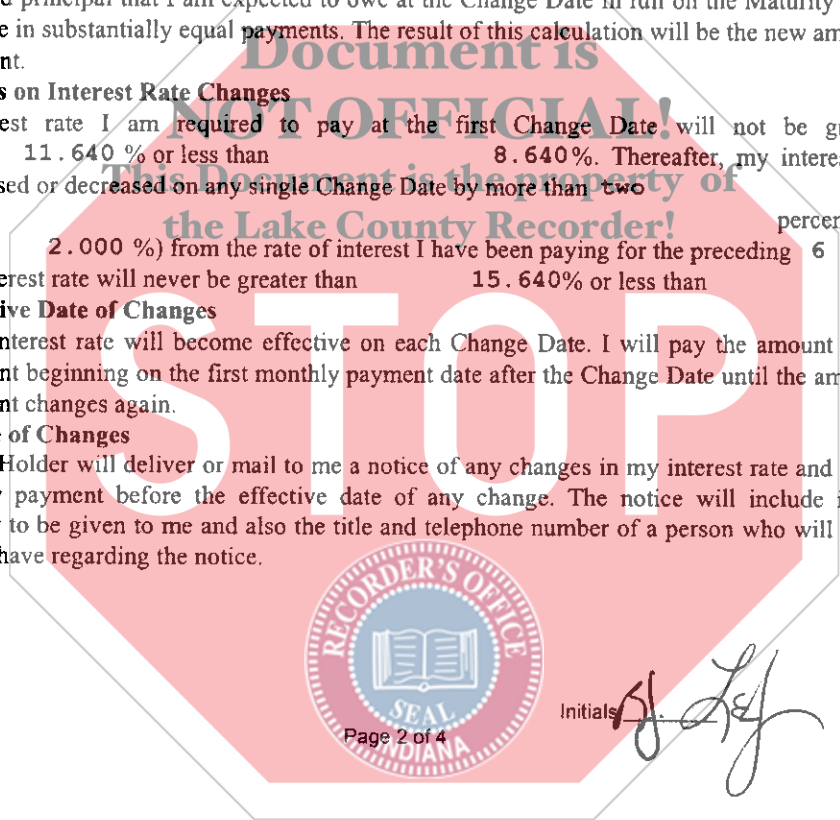 principal that I am expected to owe at the Change Date in full on the Maturity
e in substantially equal payments. The result of this calculation will be the new am
nt.
Document is
s on Interest Rate Changes
NOT OFFICIAL!
est rate I am required to pay at the first Change Date will not be g
11.640 % or less than 8.640%. Thereafter, my intere
This Document is the property of
sed or decreased on any single Change Date by more than two
the Lake County Recorder!
percen
2.000 %) from the rate of interest I have been paying for the preceding 6
erest rate will never be greater than 15.640% or less than
ive Date of Changes
nterest rate will become effective on each Change Date. I will pay the amount
nt beginning on the first monthly payment date after the Change Date until the am
nt changes again.
STOP
of Changes
Holder will deliver or mail to me a notice of any changes in my interest rate and
payment before the effective date of any change. The notice will include i
to be given to me and also the title and telephone number of a person who will
have regarding the notice.
RECORDER'S OFFICE
SEAL
INDIANA
Initials
Page 2 of 4